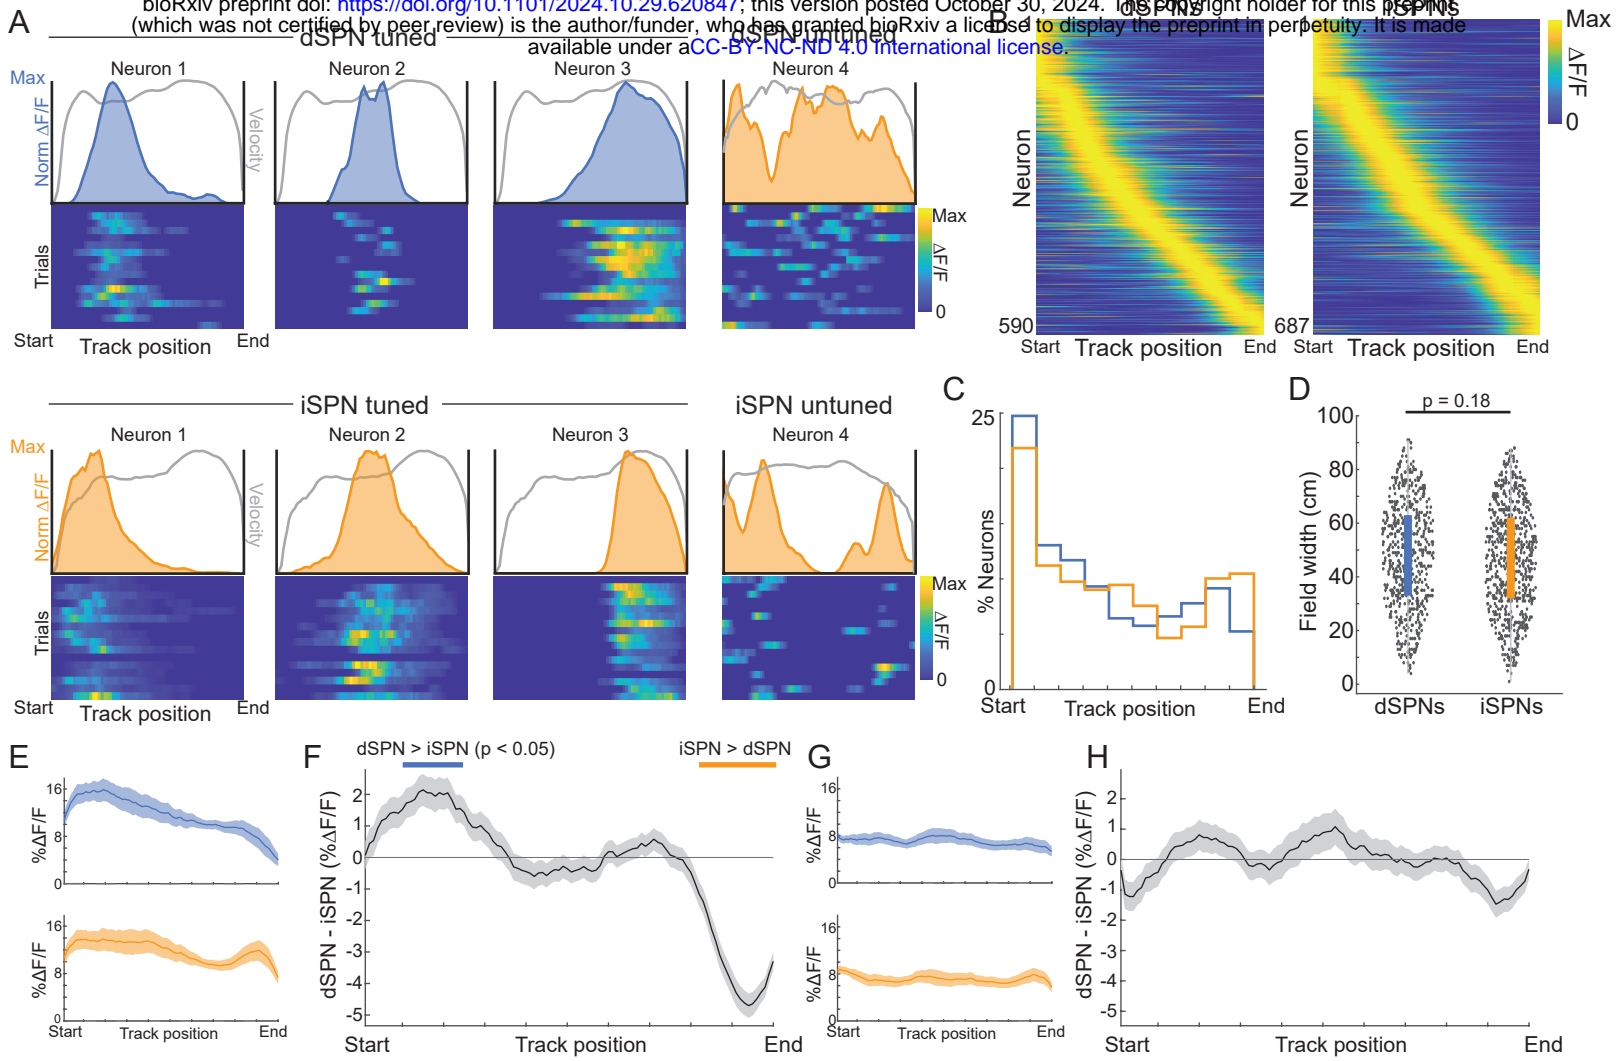 bioRxiv preprint doi: https://doi.org/10.1101/2024.10.29.620847; this version posted October 30, 2024. The copyright holder for this preprint
(which was not certified by peer review) is the author/funder, who has granted bioRxiv a license to display the preprint in perpetuity. It is made
available under aCC-BY-NC-ND 4.0 International license.
A
dSPN tuned
dSPN untuned
Neuron 1
Neuron 2
Neuron 3
Neuron 4
Max
Norm ΔF/F
Velocity
Trials
Max
ΔF/F
0
Start
Track position
End
iSPN tuned
iSPN untuned
Neuron 1
Neuron 2
Neuron 3
Neuron 4
Max
Norm ΔF/F
Velocity
Trials
Max
ΔF/F
0
Start
Track position
End
B
dSPNs
iSPNs
1
1
Neuron
Neuron
590
687
Start
Track position
End
Start
Track position
End
Max
ΔF/F
0
C
25
% Neurons
0
Start
Track position
End
D
p = 0.18
100
80
60
40
20
0
Field width (cm)
dSPNs
iSPNs
E
16
8
0
%ΔF/F
16
8
0
%ΔF/F
Start
Track position
End
F
dSPN > iSPN (p < 0.05)
iSPN > dSPN
2
1
0
-1
-2
-3
-4
-5
dSPN - iSPN (%ΔF/F)
Start
Track position
End
G
16
8
0
%ΔF/F
16
8
0
%ΔF/F
Start
Track position
End
H
2
1
0
-1
-2
-3
-4
-5
dSPN - iSPN (%ΔF/F)
Start
Track position
End